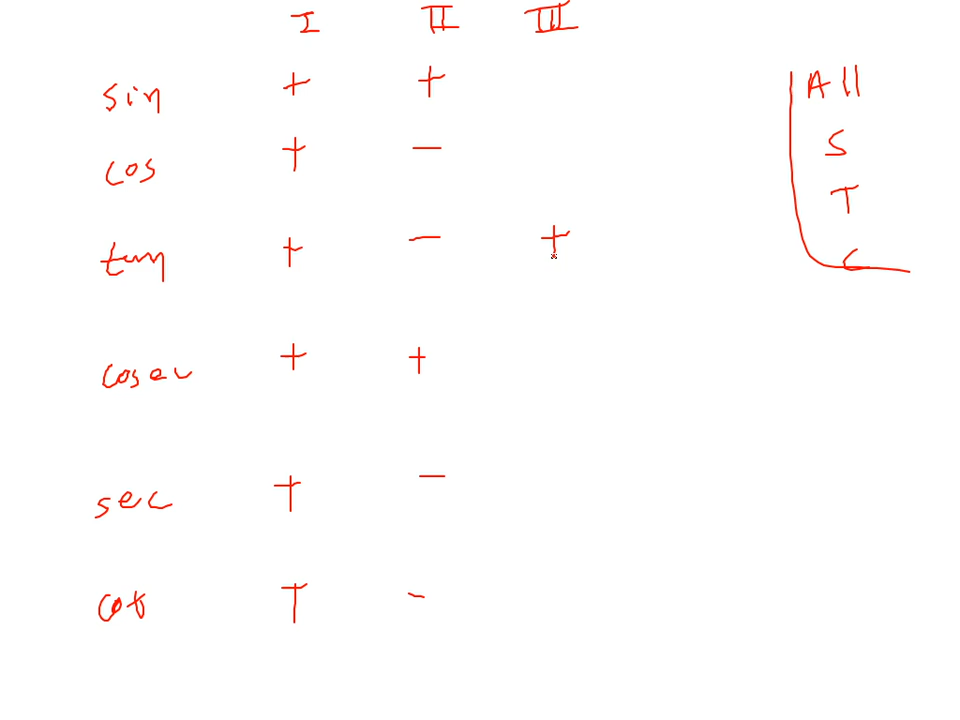 I II III
sin + + All
cos + − S
tan + − + T
C
cosec + +
sec + −
cot + -